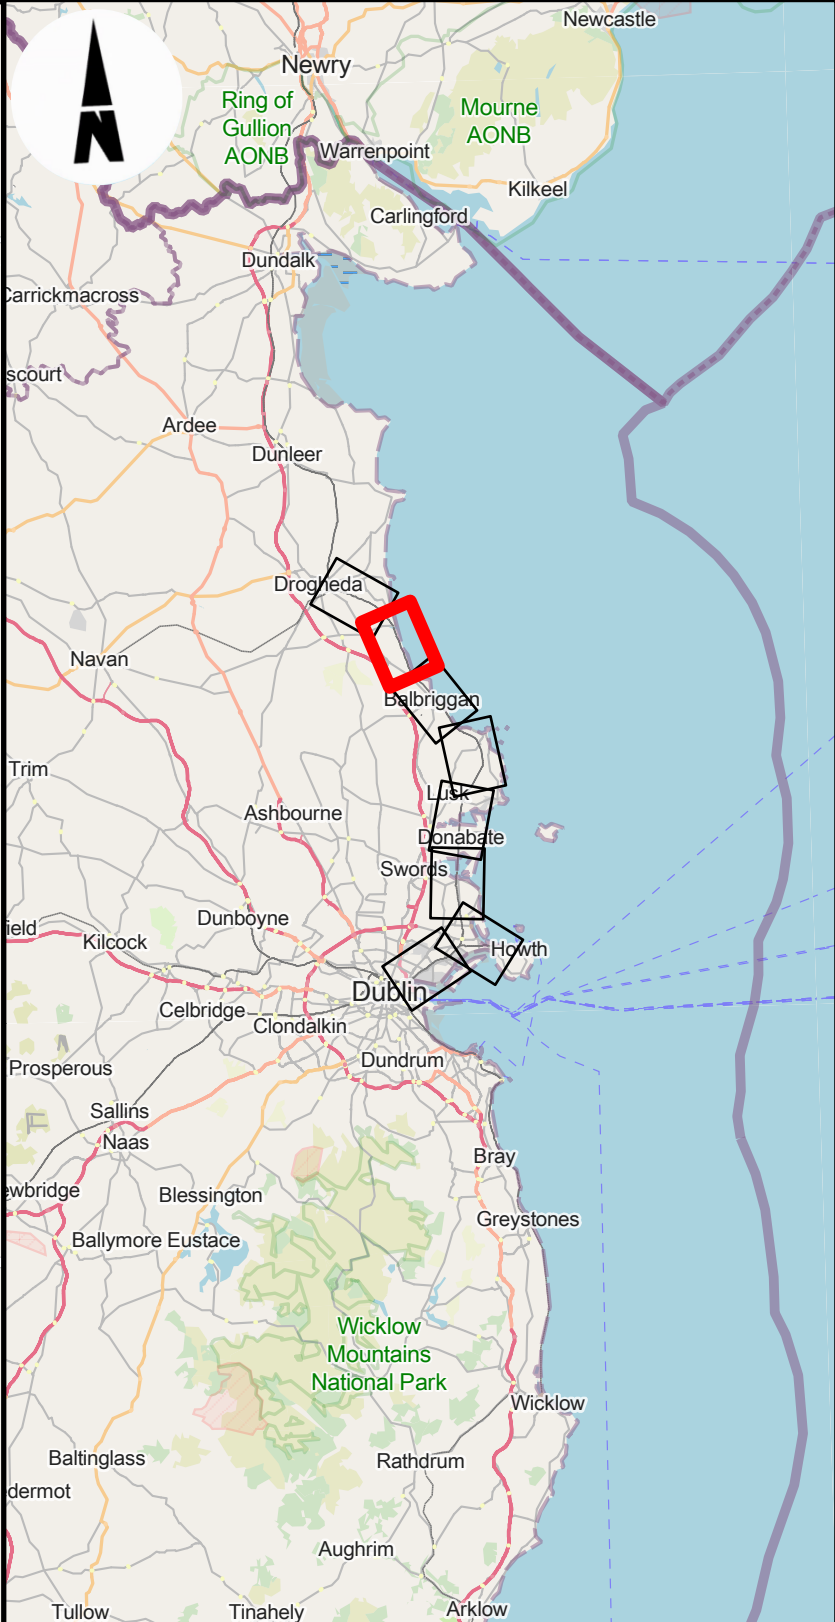 Newcastle
Newry
Ring of
Gullion
AONB
Mourne
AONB
N
Warrenpoint
Kilkeel
Carlingford
Dundalk
Carrickmacross
scourt
Ardee
Dunleer
Drogheda
Navan
Balbriggan
Trim
Lusk
Ashbourne
Donabate
Swords
Dunboyne
ield
Kilcock
Howth
Dublin
Celbridge
Clondalkin
Dundrum
Prosperous
Sallins
Naas
Bray
ewbridge
Blessington
Greystones
Ballymore Eustace
Wicklow
Mountains
National Park
Wicklow
Baltinglass
Rathdrum
dermot
Aughrim
Tullow
Tinahely
Arklow